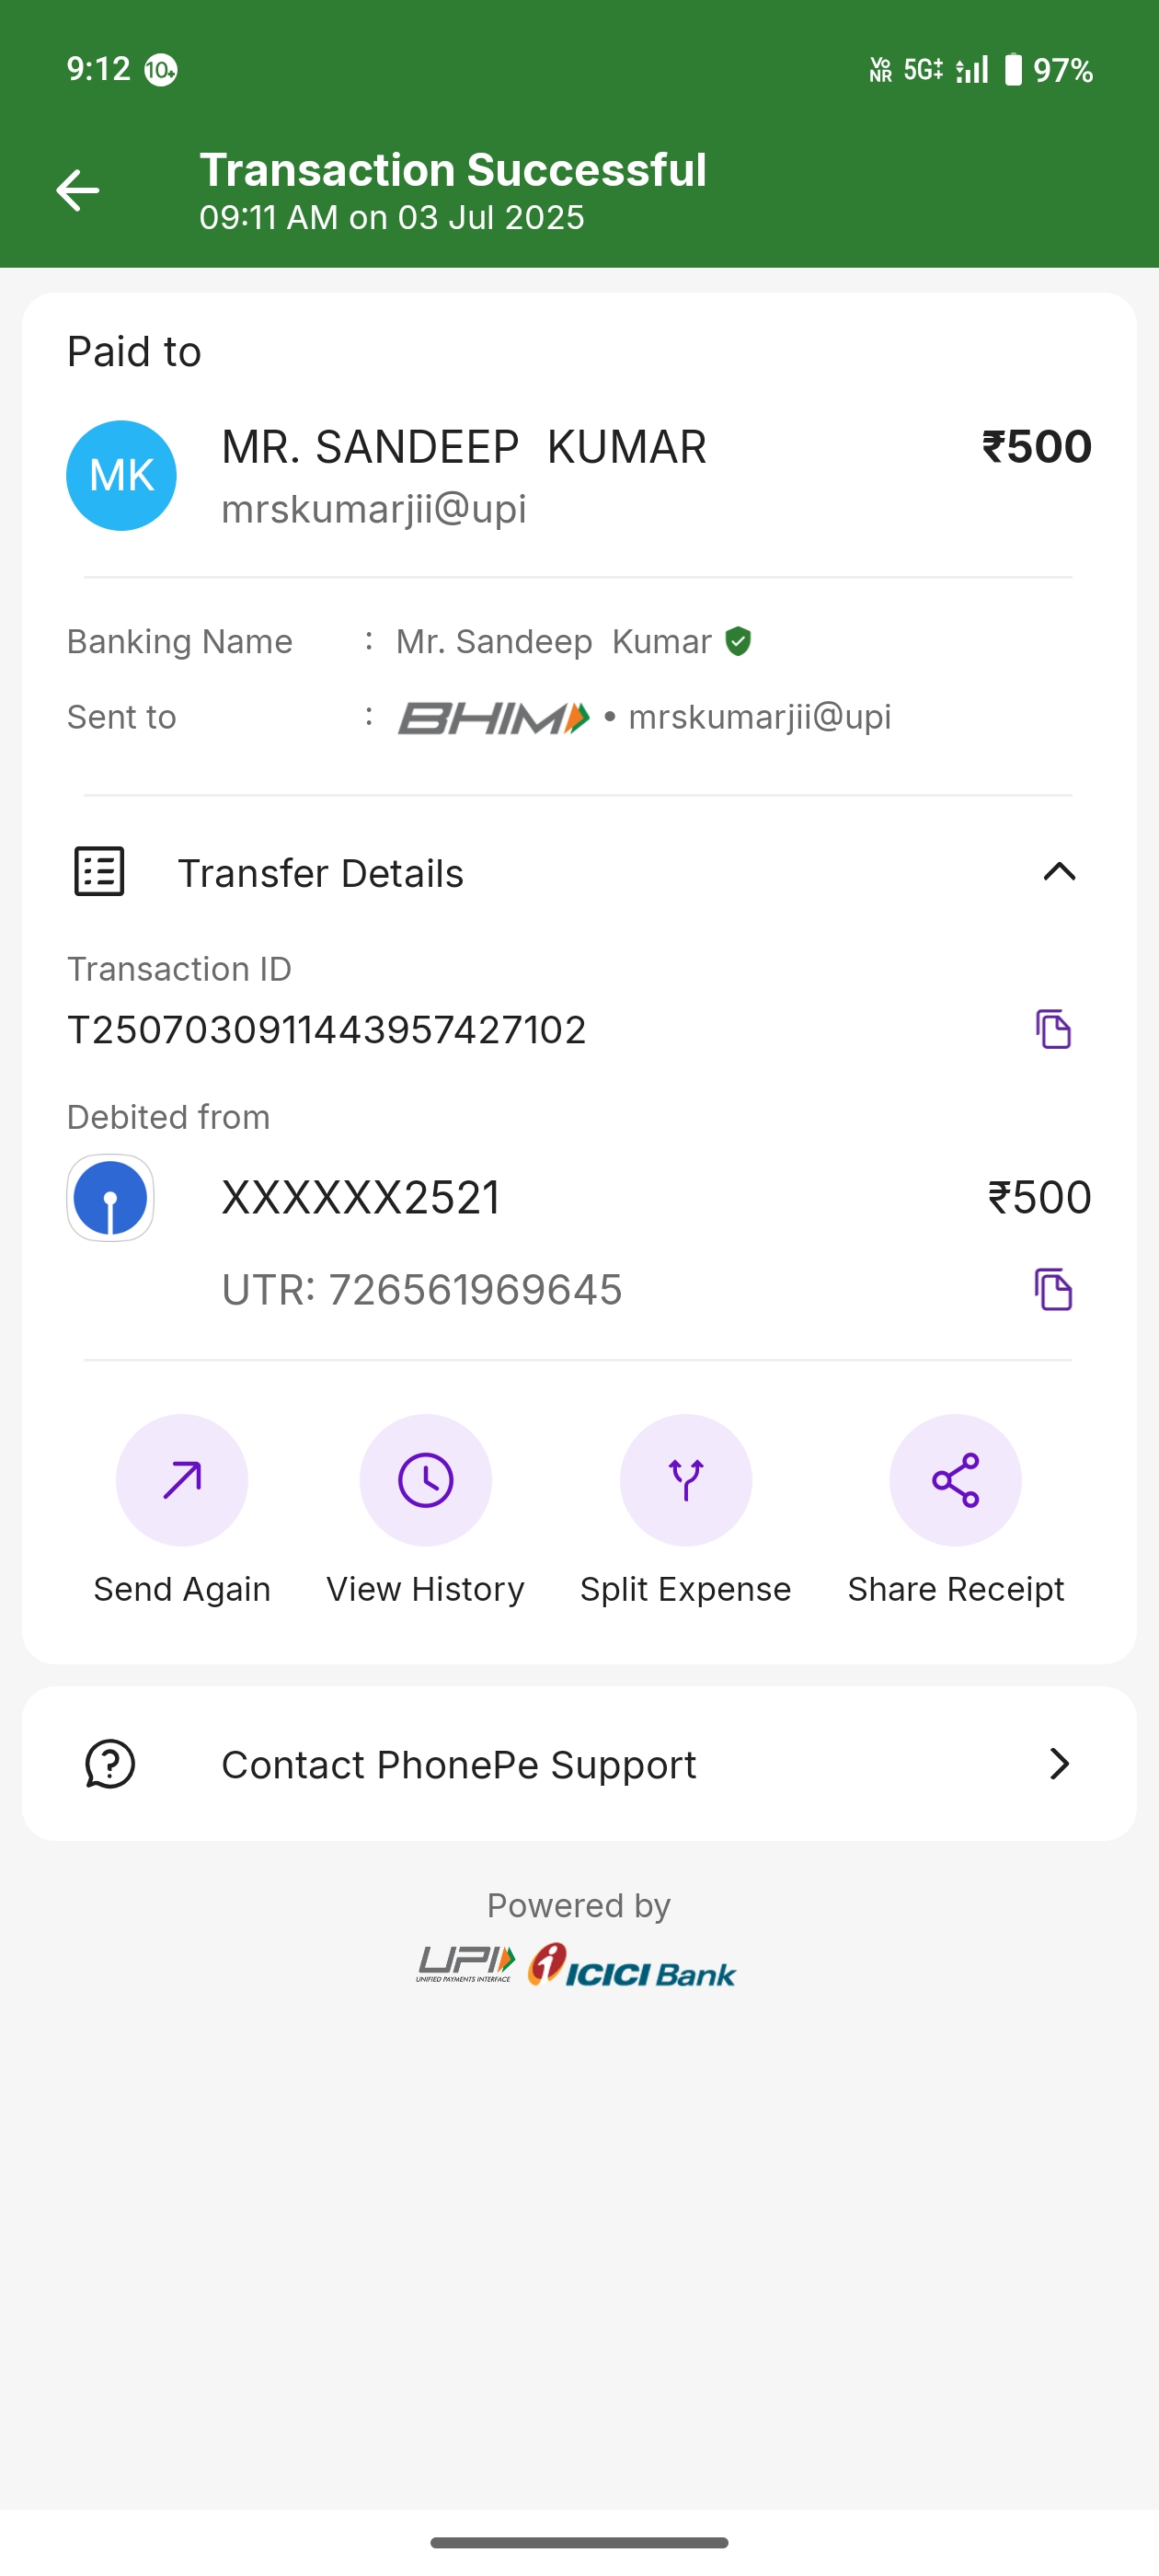 9:12 10+ Vo NR 5G 97%
Transaction Successful
09:11 AM on 03 Jul 2025
Paid to
MK MR. SANDEEP KUMAR ₹500
mrskumarjii@upi
Banking Name : Mr. Sandeep Kumar
Sent to : BHIM • mrskumarjii@upi
Transfer Details
Transaction ID
T2507030911443957427102
Debited from
XXXXXX2521 ₹500
UTR: 726561969645
Send Again View History Split Expense Share Receipt
Contact PhonePe Support
Powered by
UPI ICICI Bank
UNIFIED PAYMENTS INTERFACE